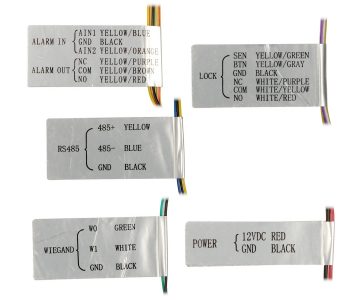 ALARM IN
AIN1 YELLOW/BLUE
GND BLACK
AIN2 YELLOW/ORANGE
ALARM OUT
NC YELLOW/PURPLE
COM YELLOW/BROWN
NO YELLOW/RED
LOCK
SEN YELLOW/GREEN
BTN YELLOW/GRAY
GND BLACK
NC WHITE/PURPLE
COM WHITE/YELLOW
NO WHITE/RED
RS485
485+ YELLOW
485- BLUE
GND BLACK
WIEGAND
W0 GREEN
W1 WHITE
GND BLACK
POWER
12VDC RED
GND BLACK